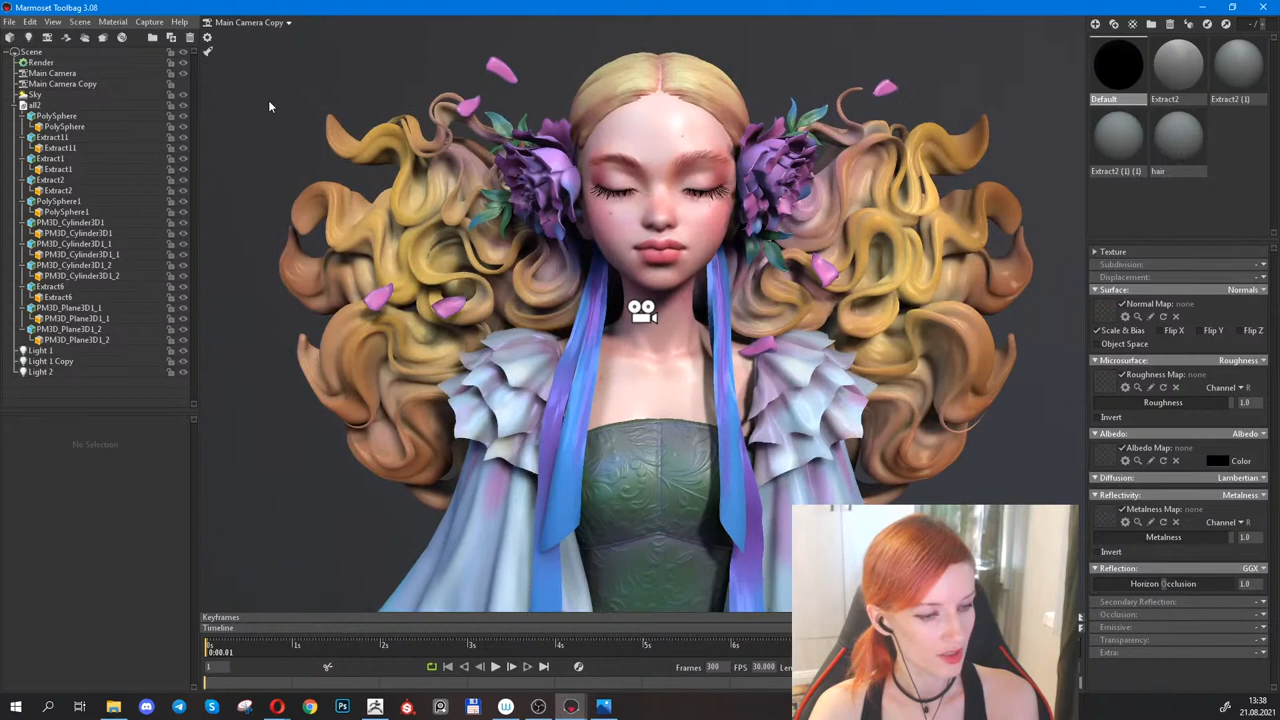 Marmoset Toolbag 3.08
File Edit View Scene Material Capture Help
Main Camera Copy
Scene
Render
Main Camera
Main Camera Copy
Sky
all2
PolySphere
PolySphere
Extract11
Extract11
Extract1
Extract1
Extract2
Extract2
PolySphere1
PolySphere1
PM3D_Cylinder3D1
PM3D_Cylinder3D1
PM3D_Cylinder3D1_1
PM3D_Cylinder3D1_1
PM3D_Cylinder3D1_2
PM3D_Cylinder3D1_2
Extract6
Extract6
PM3D_Plane3D1_1
PM3D_Plane3D1_1
PM3D_Plane3D1_2
PM3D_Plane3D1_2
Light 1
Light 1 Copy
Light 2
No Selection
Keyframes
Timeline
0s 1s 2s 3s 4s 5s 6s
0:00.01
1
Frames 300 FPS 30.000 Len
- / -
Default Extract2 Extract2 (1)
Extract2 (1) (1) hair
Texture
Subdivision:
Displacement:
Surface: Normals
Normal Map: none
Scale & Bias Flip X Flip Y Flip Z
Object Space
Microsurface: Roughness
Roughness Map: none
Channel R
Roughness 1.0
Invert
Albedo: Albedo
Albedo Map: none
Color
Diffusion: Lambertian
Reflectivity: Metalness
Metalness Map: none
Channel R
Metalness 1.0
Invert
Reflection: GGX
Horizon Occlusion 1.0
Secondary Reflection:
Occlusion:
Emissive:
Transparency:
Extra:
13:38
21.08.2021